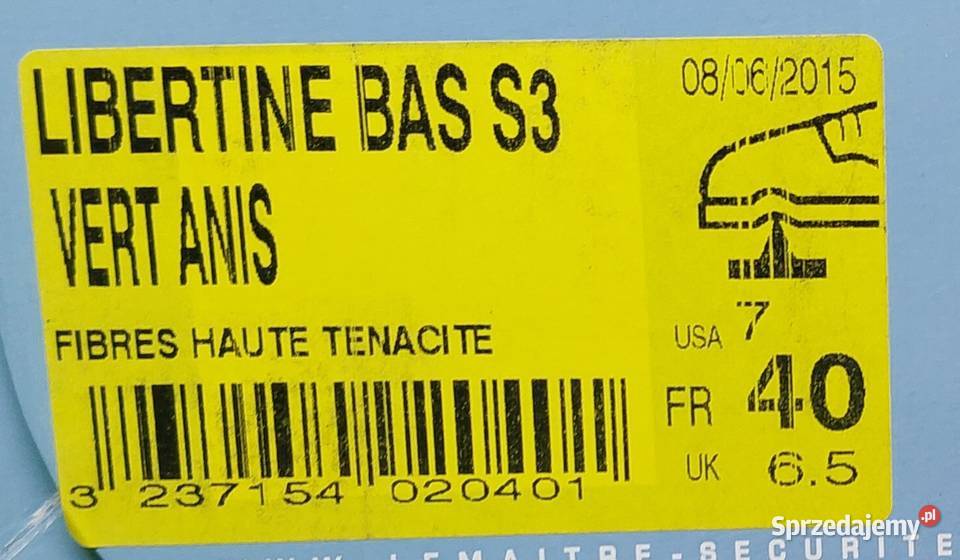 LIBERTINE BAS S3
08/06/2015
VERT ANIS
FIBRES HAUTE TENACITE
USA 7
FR 40
UK 6.5
3 237154 020401
Sprzedajemy.pl
LEMAITRE-SECURITE